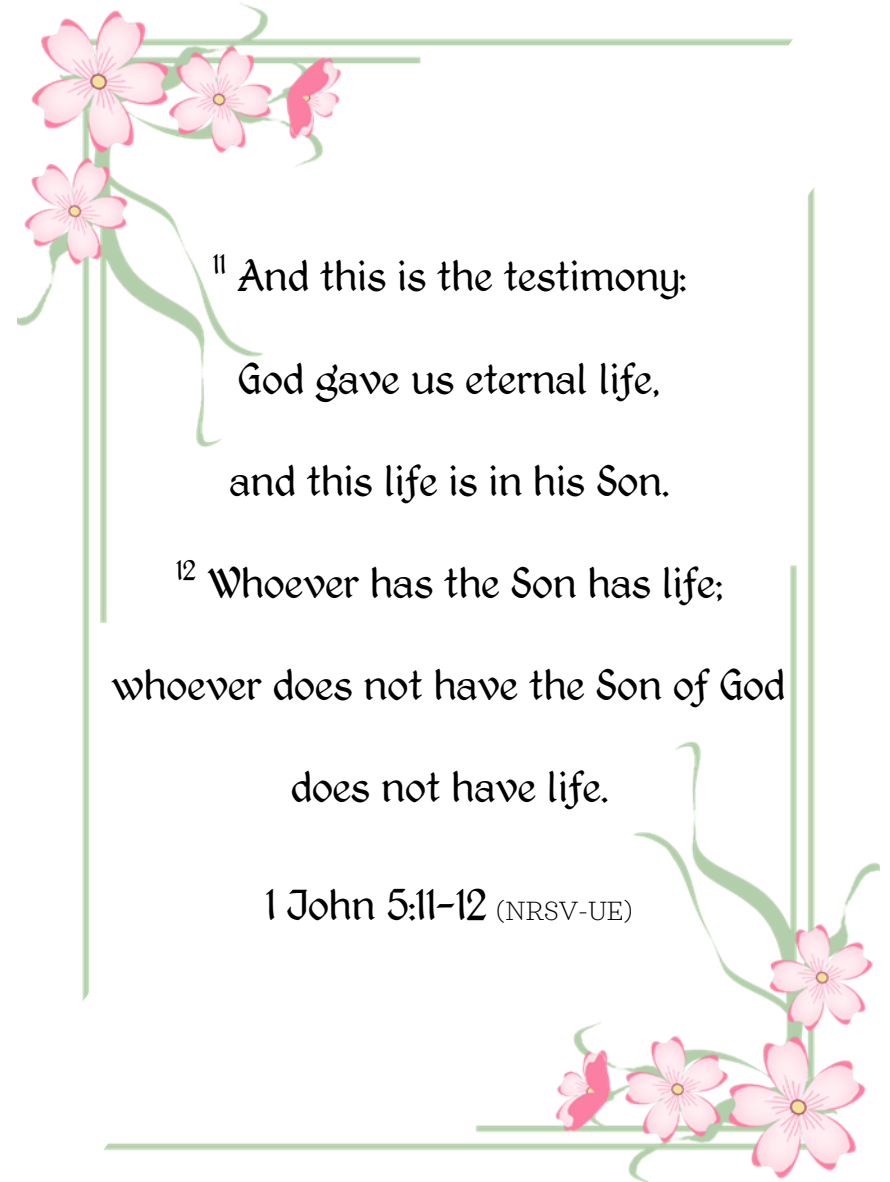 11 And this is the testimony:
God gave us eternal life,
and this life is in his Son.
12 Whoever has the Son has life;
whoever does not have the Son of God
does not have life.
1 John 5:11-12 (NRSV-UE)